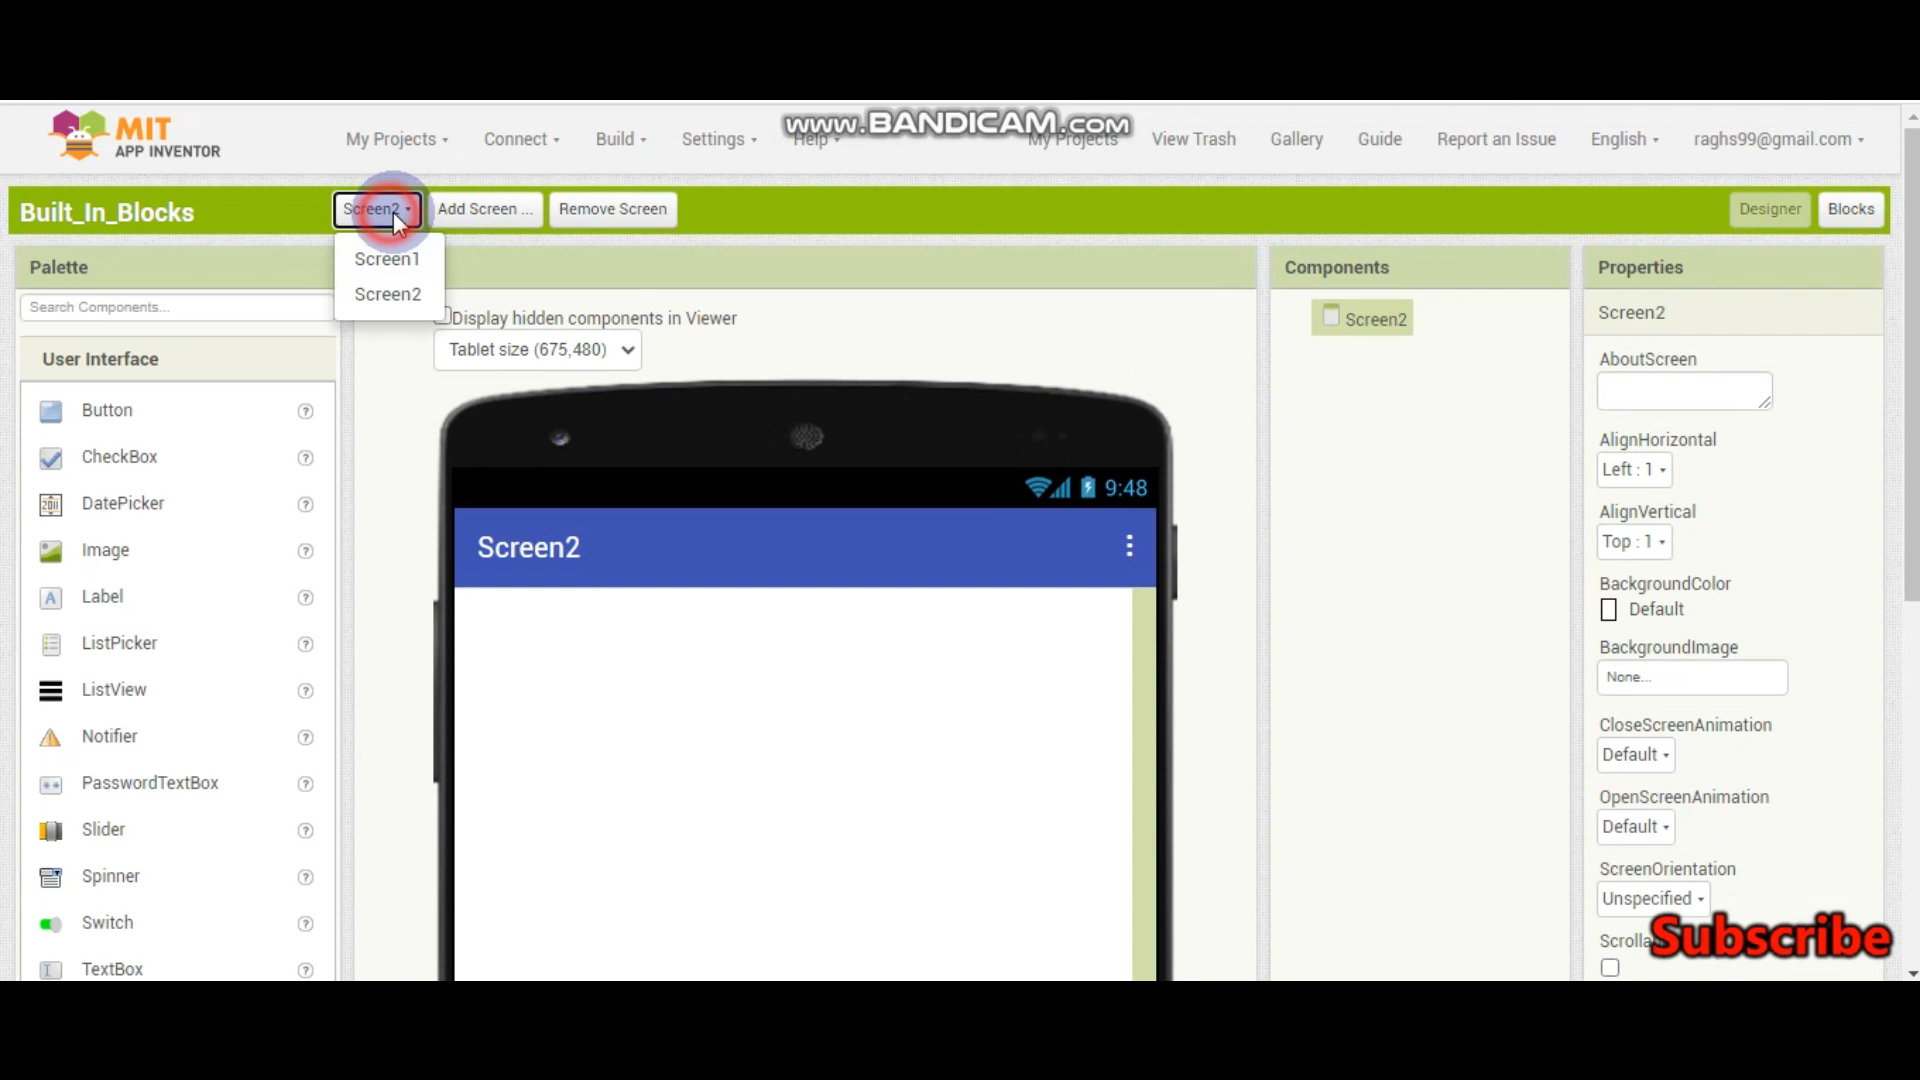 www.BANDICAM.com
MIT
APP INVENTOR
My Projects
Connect
Build
Settings
Help
My Projects
View Trash
Gallery
Guide
Report an Issue
English
raghs99@gmail.com
Built_In_Blocks
Screen2
Add Screen ...
Remove Screen
Designer
Blocks
Screen1
Screen2
Palette
Search Components...
User Interface
Button
CheckBox
DatePicker
Image
Label
ListPicker
ListView
Notifier
PasswordTextBox
Slider
Spinner
Switch
TextBox
Display hidden components in Viewer
Tablet size (675,480)
9:48
Screen2
Components
Screen2
Properties
Screen2
AboutScreen
AlignHorizontal
Left : 1
AlignVertical
Top : 1
BackgroundColor
Default
BackgroundImage
None...
CloseScreenAnimation
Default
OpenScreenAnimation
Default
ScreenOrientation
Unspecified
Subscribe